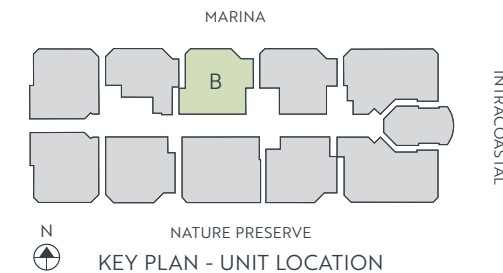 MARINA
B
INTRACOASTAL
NATURE PRESERVE
N
KEY PLAN - UNIT LOCATION